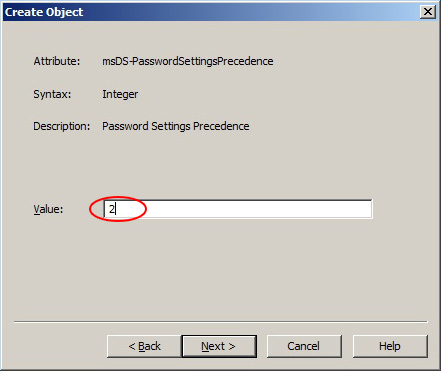 Create Object
Attribute: msDS-PasswordSettingsPrecedence
Syntax: Integer
Description: Password Settings Precedence
Value: 2
< Back Next > Cancel Help